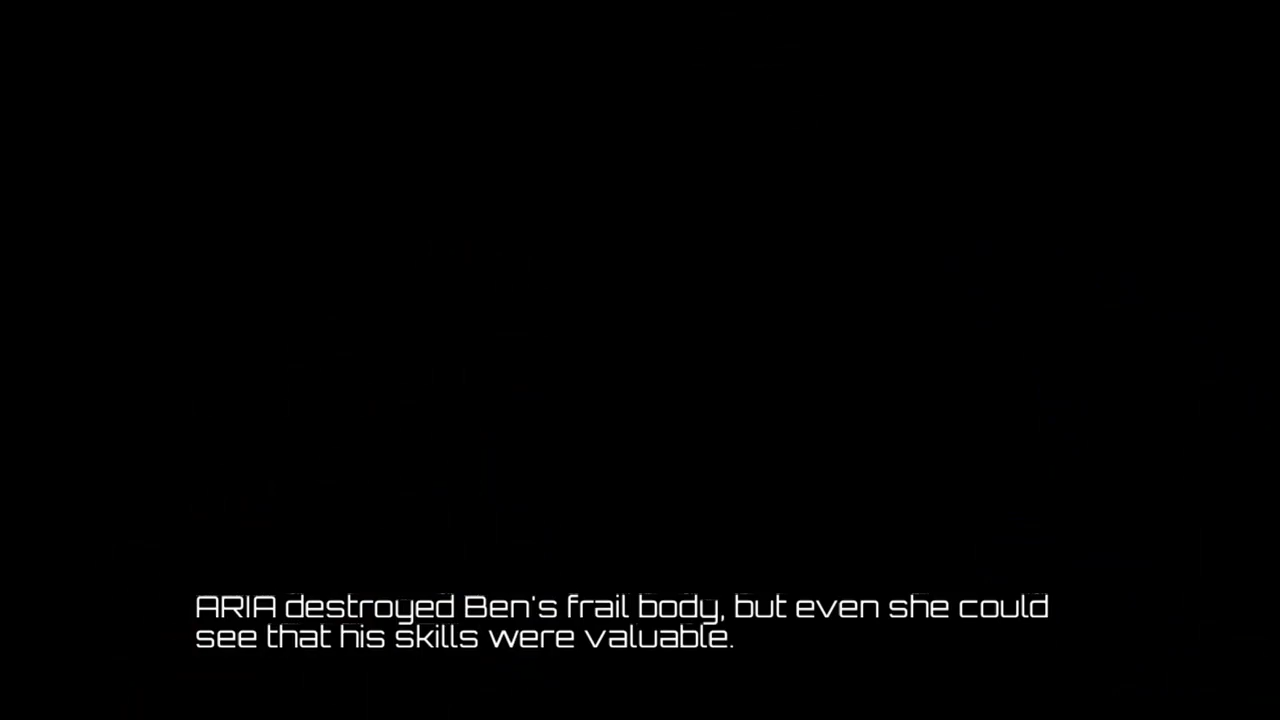 ARIA destroyed Ben's frail body, but even she could
see that his skills were valuable.